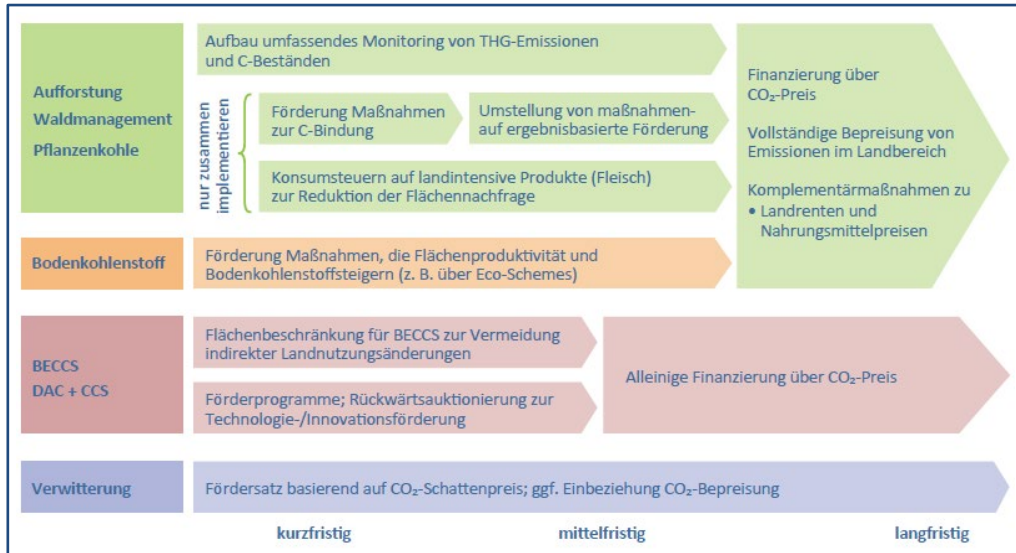 Aufforstung
Waldmanagement
Pflanzenkohle
Aufbau umfassendes Monitoring von THG-Emissionen
und C-Beständen
nur zusammen
implementieren
Förderung Maßnahmen
zur C-Bindung
Umstellung von maßnahmen-
auf ergebnisbasierte Förderung
Konsumsteuern auf landintensive Produkte (Fleisch)
zur Reduktion der Flächennachfrage
Finanzierung über
CO₂-Preis
Vollständige Bepreisung von
Emissionen im Landbereich
Komplementärmaßnahmen zu
• Landrenten und
Nahrungsmittelpreisen
Bodenkohlenstoff
Förderung Maßnahmen, die Flächenproduktivität und
Bodenkohlenstoffsteigern (z. B. über Eco-Schemes)
BECCS
DAC + CCS
Flächenbeschränkung für BECCS zur Vermeidung
indirekter Landnutzungsänderungen
Förderprogramme; Rückwärtsauktionierung zur
Technologie-/Innovationsförderung
Alleinige Finanzierung über CO₂-Preis
Verwitterung
Fördersatz basierend auf CO₂-Schattenpreis; ggf. Einbeziehung CO₂-Bepreisung
kurzfristig
mittelfristig
langfristig